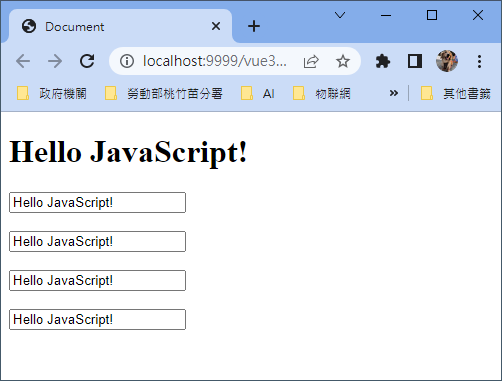 Document
localhost:9999/vue3...
政府機關 勞動部桃竹苗分署 AI 物聯網 » 其他書籤
Hello JavaScript!
Hello JavaScript!
Hello JavaScript!
Hello JavaScript!
Hello JavaScript!